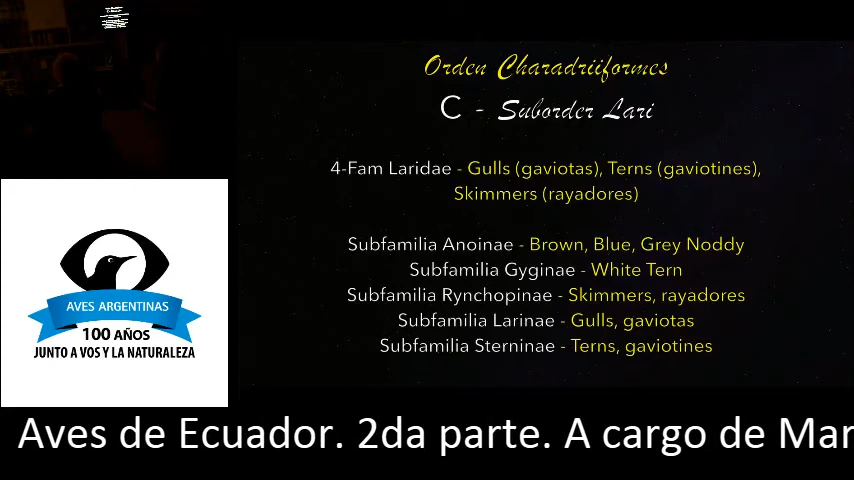 Orden Charadriiformes
C - Suborder Lari
4-Fam Laridae - Gulls (gaviotas), Terns (gaviotines),
Skimmers (rayadores)
Subfamilia Anoinae - Brown, Blue, Grey Noddy
Subfamilia Gyginae - White Tern
Subfamilia Rynchopinae - Skimmers, rayadores
Subfamilia Larinae - Gulls, gaviotas
Subfamilia Sterninae - Terns, gaviotines
AVES ARGENTINAS
100 AÑOS
JUNTO A VOS Y LA NATURALEZA
Aves de Ecuador. 2da parte. A cargo de Mar